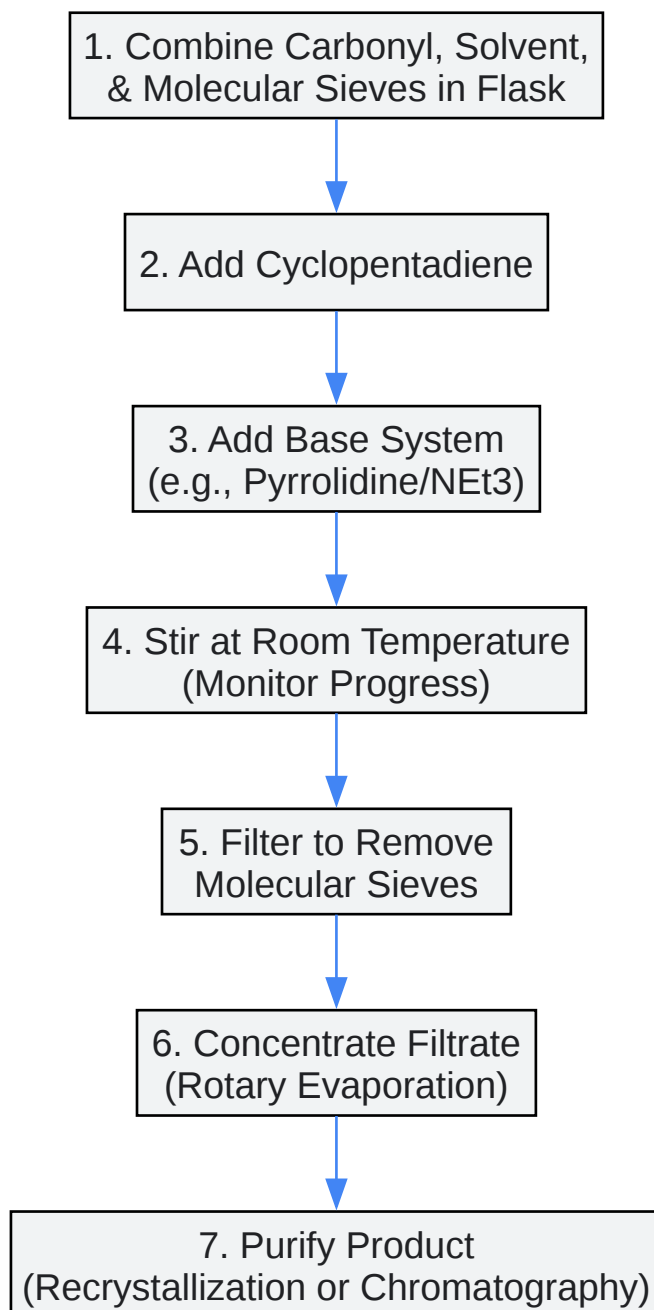 1. Combine Carbonyl, Solvent,
& Molecular Sieves in Flask
2. Add Cyclopentadiene
3. Add Base System
(e.g., Pyrrolidine/NEt3)
4. Stir at Room Temperature
(Monitor Progress)
5. Filter to Remove
Molecular Sieves
6. Concentrate Filtrate
(Rotary Evaporation)
7. Purify Product
(Recrystallization or Chromatography)